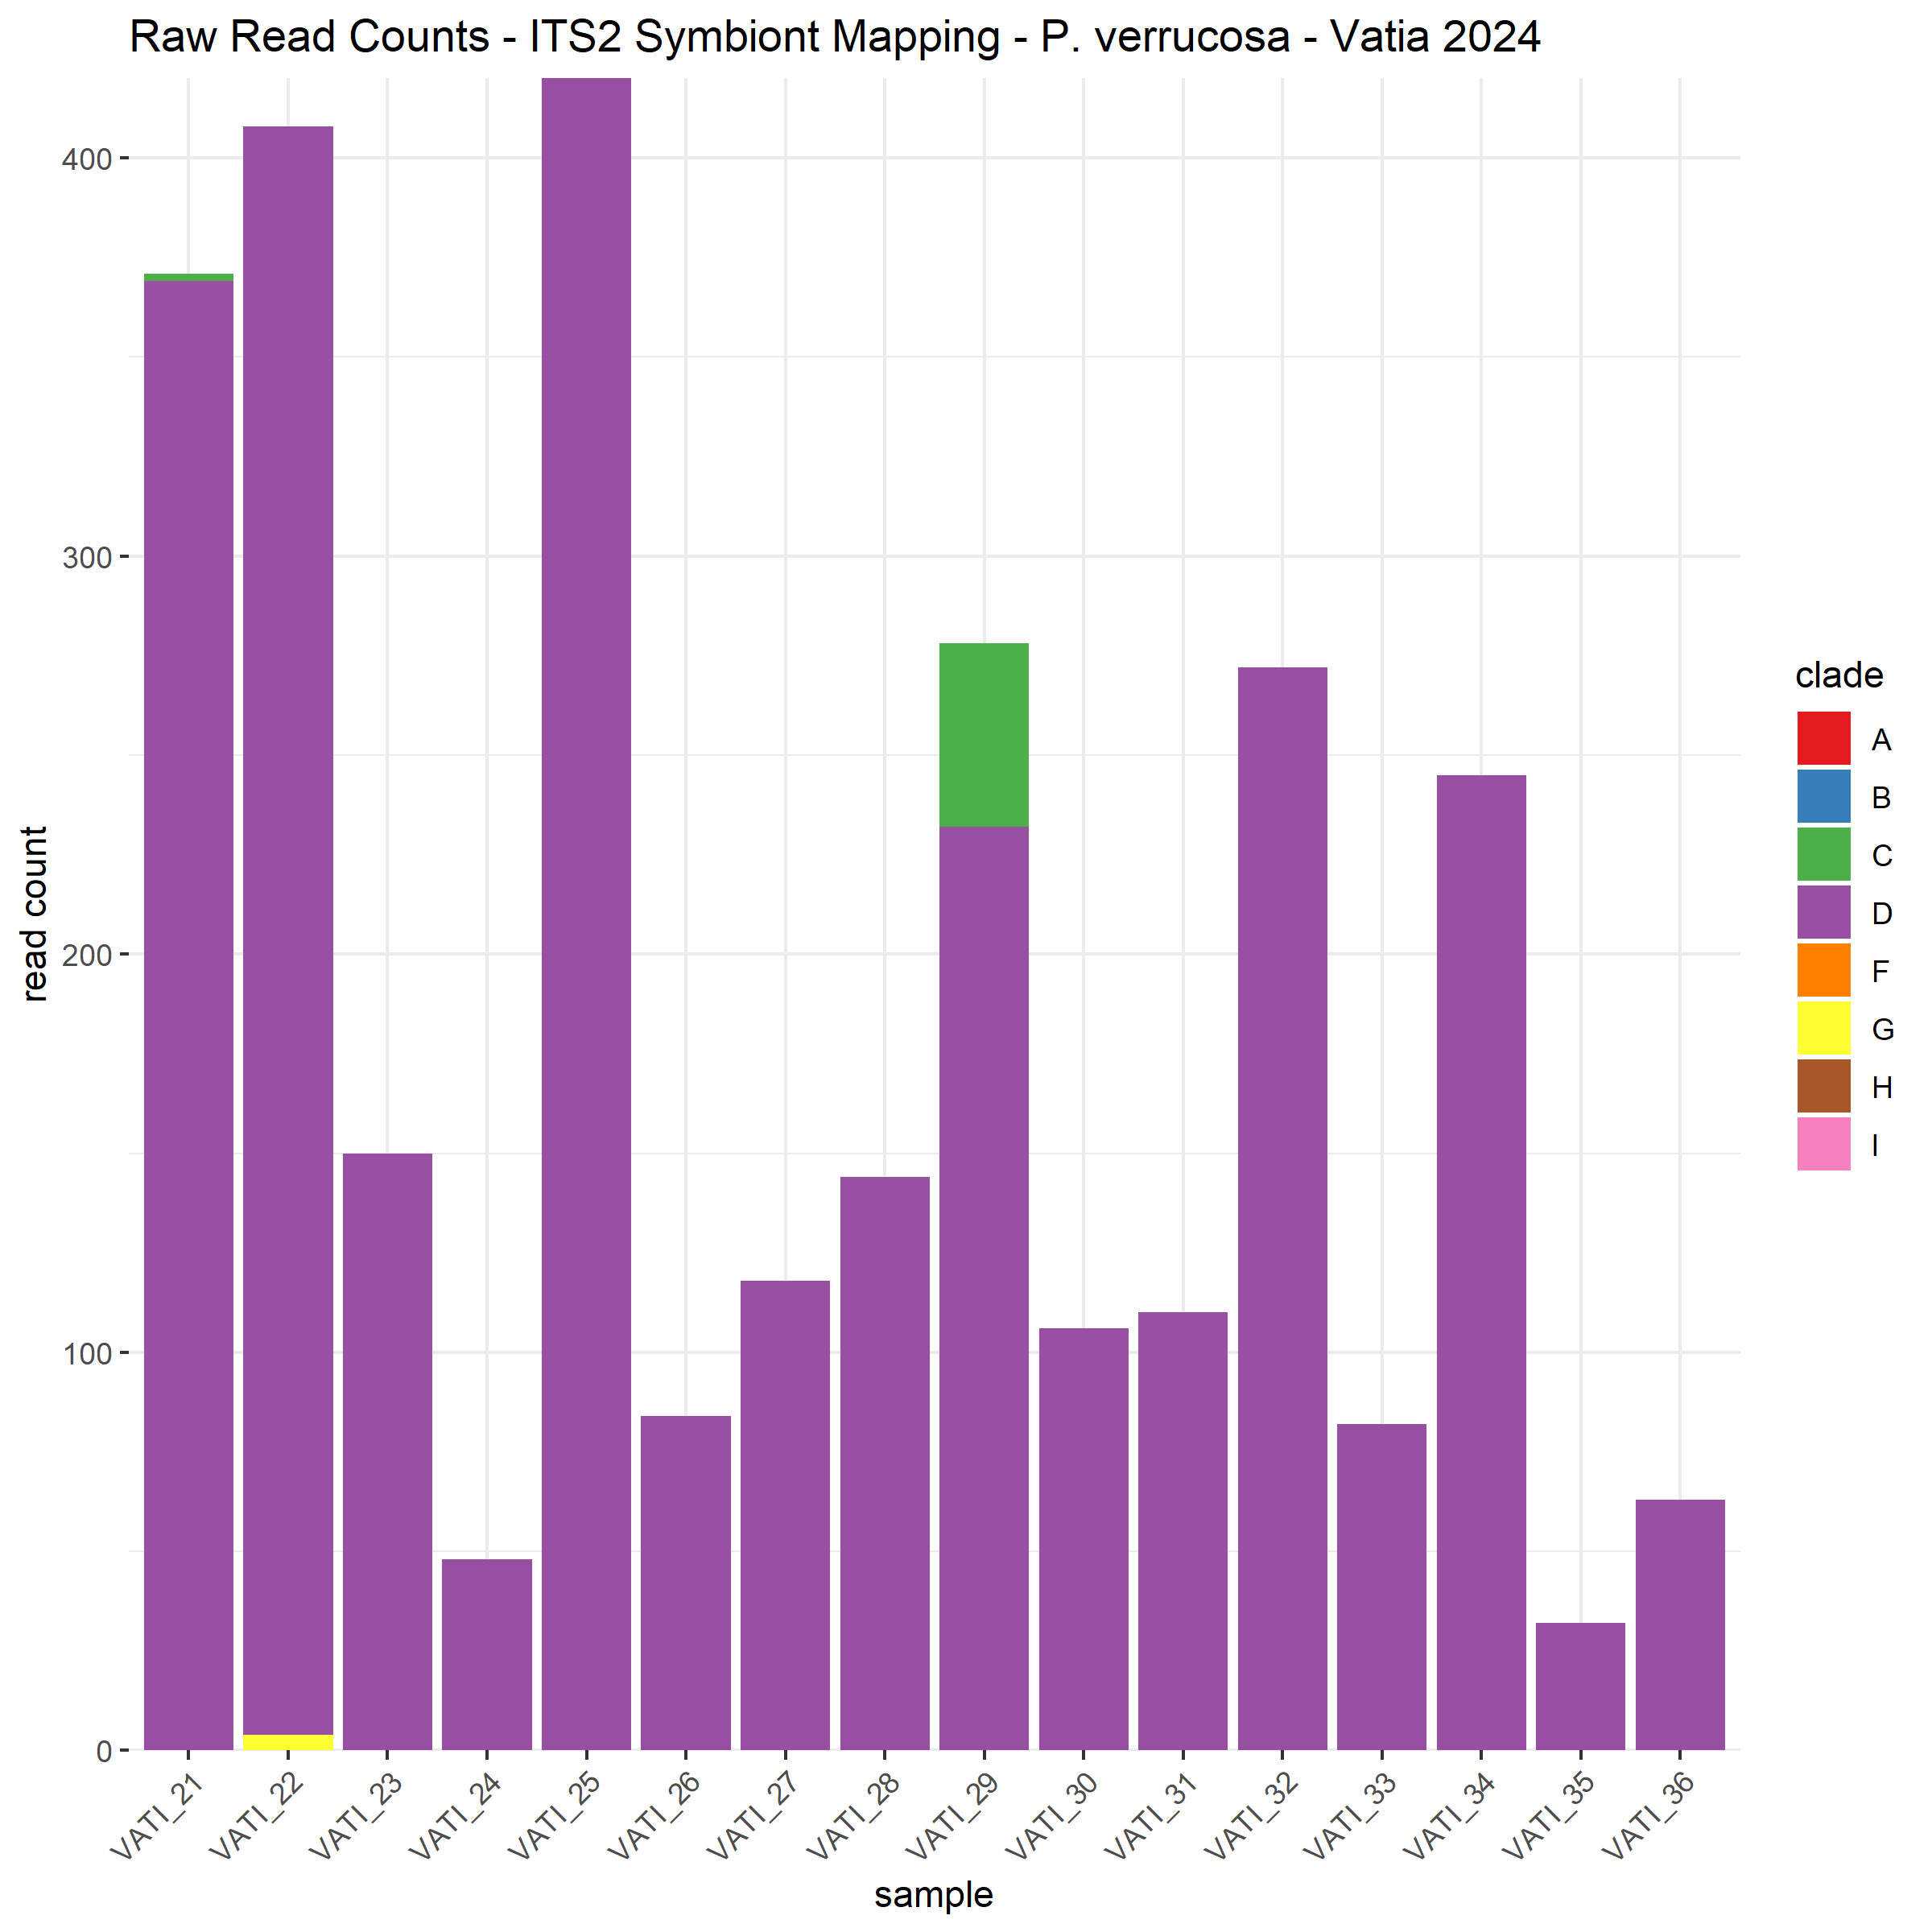 Raw Read Counts - ITS2 Symbiont Mapping - P. verrucosa - Vatia 2024
read count
400
300
200
100
0
VATI_21
VATI_22
VATI_23
VATI_24
VATI_25
VATI_26
VATI_27
VATI_28
VATI_29
VATI_30
VATI_31
VATI_32
VATI_33
VATI_34
VATI_35
VATI_36
sample
clade
A
B
C
D
F
G
H
I